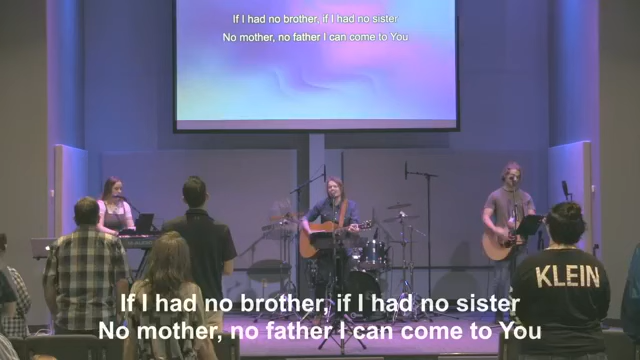 If I had no brother, if I had no sister
No mother, no father I can come to You
KLEIN
If I had no brother, if I had no sister
No mother, no father I can come to You